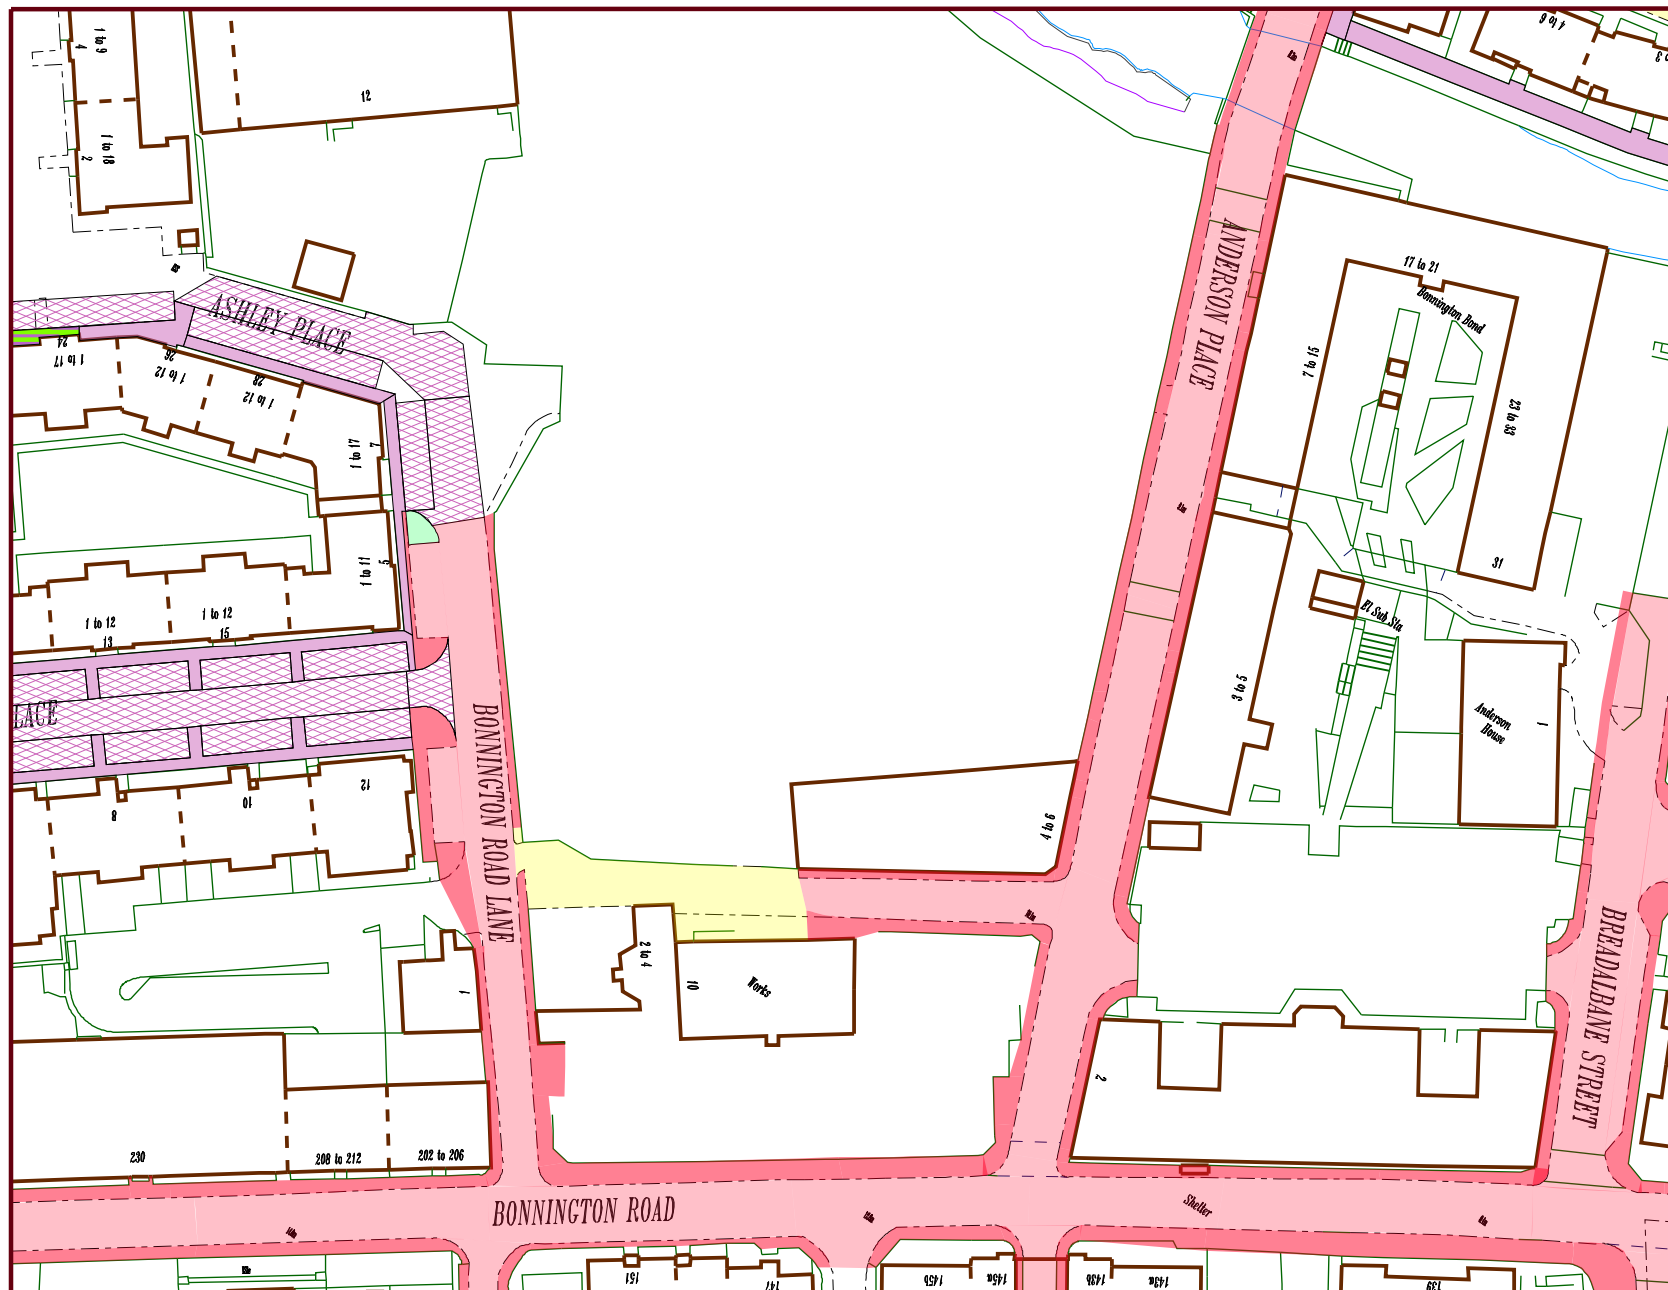 1 to 9
4
12
4 to 6
3
1 to 18
2
ES
ASHLEY PLACE
ANDERSON PLACE
17 to 21
Bonnington Bond
7 to 15
23 to 33
24
1 to 17
26
1 to 12
28
1 to 12
7
1 to 17
5
1 to 11
31
El Sub Sta
1 to 12
13
1 to 12
15
3 to 5
Anderson
House
1
LACE
BONNINGTON ROAD LANE
8
10
12
4 to 6
2 to 4
10
Works
1
BREADALBANE STREET
2
230
208 to 212
202 to 206
BONNINGTON ROAD
Shelter
151
147
145b
145a
143b
143a
139